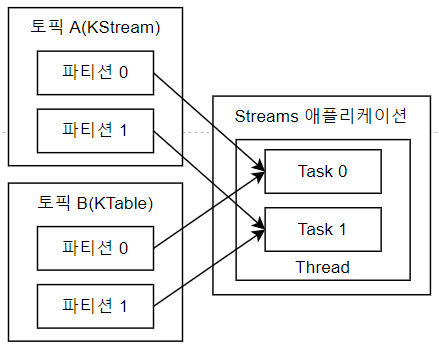 토픽 A(KStream)
파티션 0
파티션 1
토픽 B(KTable)
파티션 0
파티션 1
Streams 애플리케이션
Task 0
Task 1
Thread